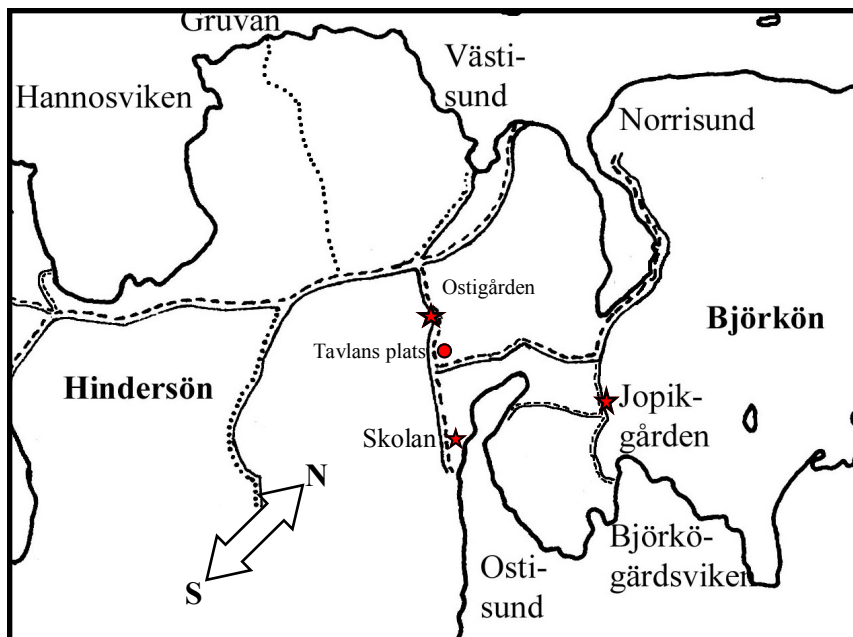 Gruvan
Hannosviken
Västi-
sund
Norrisund
Ostigården
Tavlans plats
Björkön
Hindersön
Jopik-
gården
Skolan
N
S
Osti-
sund
Björkö-
gärdsviken